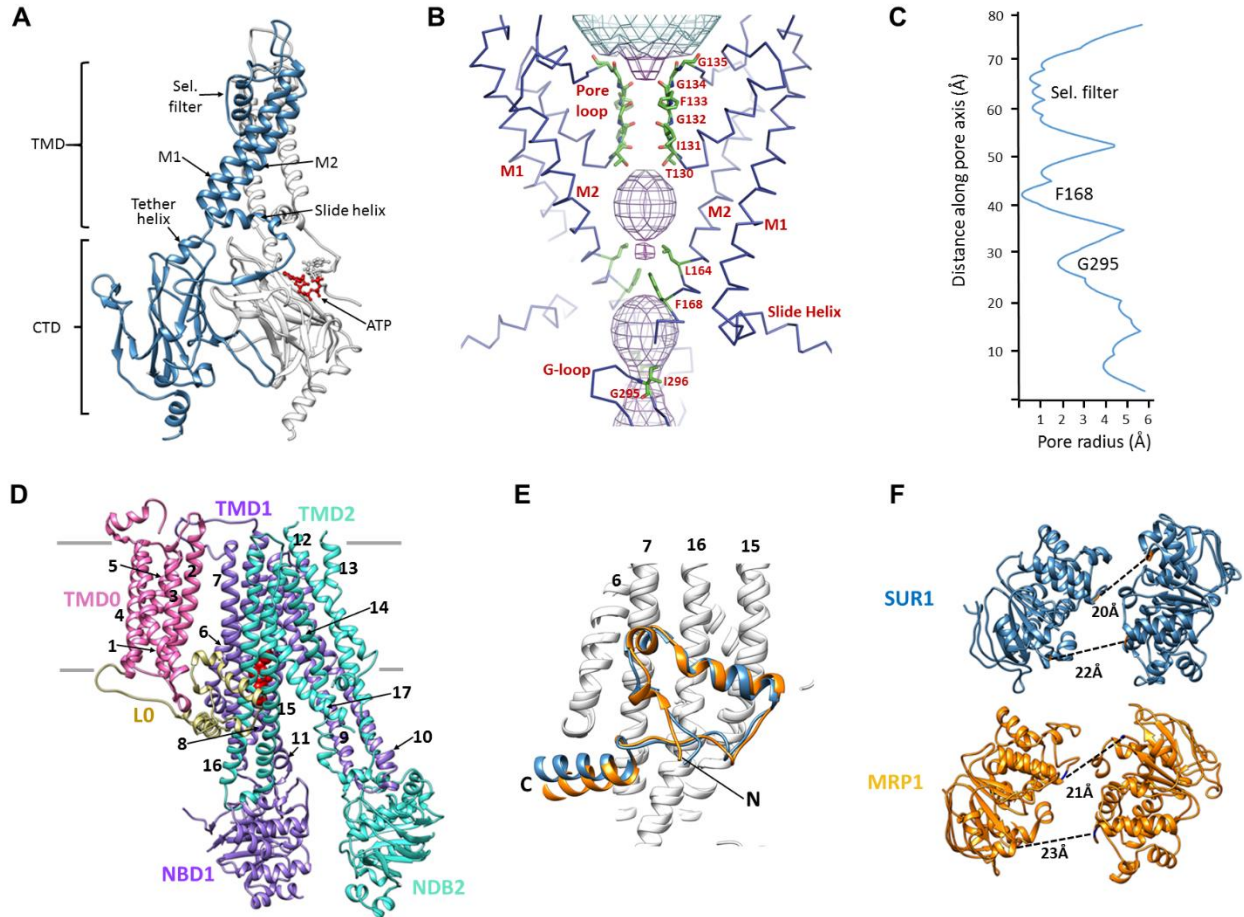 A
TMD
CTD
Sel.
filter
M1
M2
Tether
helix
Slide helix
ATP
B
Pore
loop
G135
G134
F133
G132
I131
T130
M1
M2
M2
M1
L164
F168
Slide Helix
G-loop
G295
I296
C
Distance along pore axis (Å)
80
70
60
50
40
30
20
10
Sel. filter
F168
G295
1 2 3 4 5 6
Pore radius (Å)
D
TMD1
TMD2
TMD0
L0
NBD1
NDB2
5
4
3
2
1
7
6
12
13
14
15
17
8
16
11
9
10
E
7 16 15
6
C
N
F
SUR1
20Å
22Å
MRP1
21Å
23Å